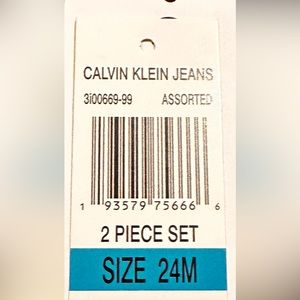 CALVIN KLEIN JEANS
3i00669-99 ASSORTED
1 93579 75666 6
2 PIECE SET
SIZE 24M